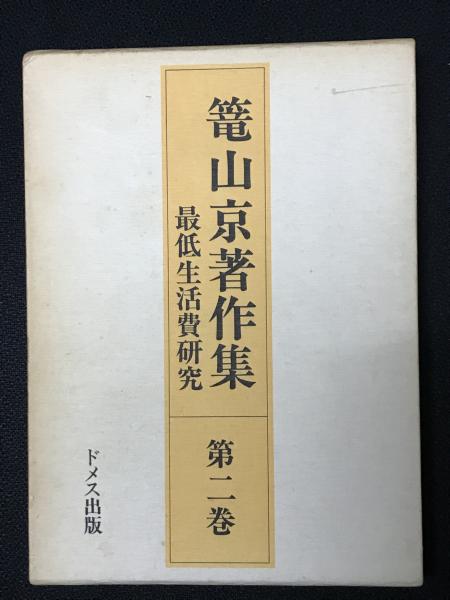 篭山京著作集
最低生活費研究
第二巻
ドメス出版